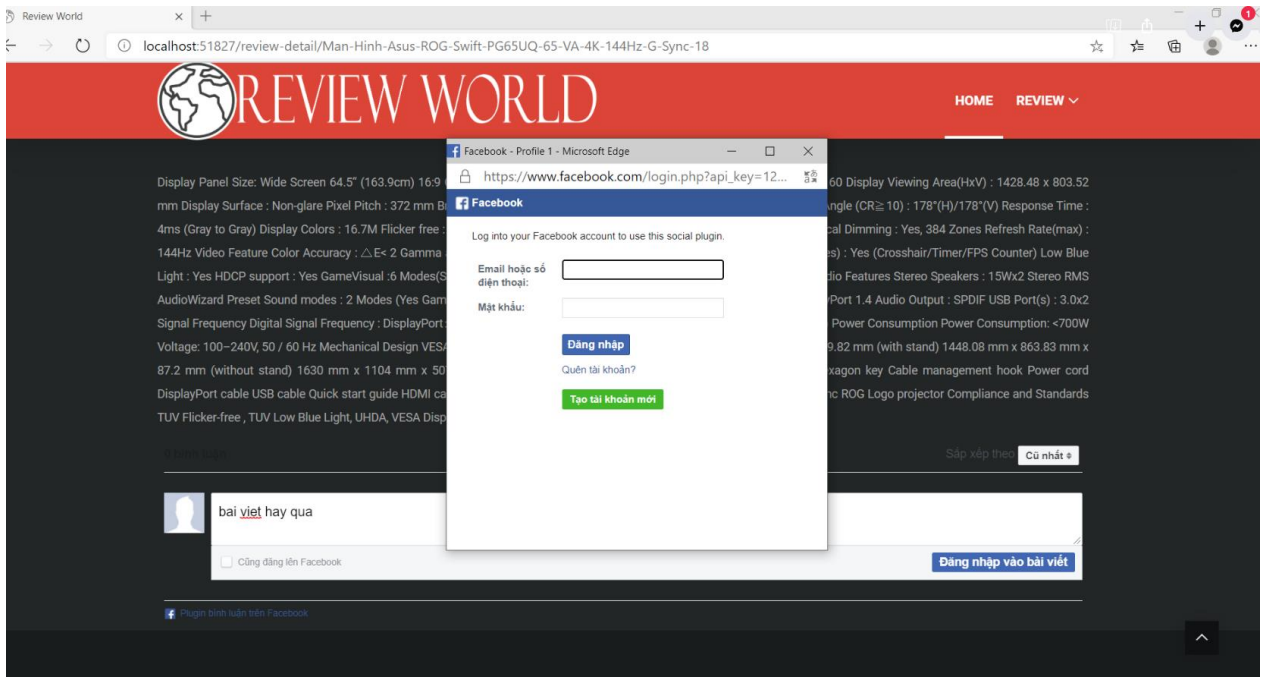 Review World
localhost:51827/review-detail/Man-Hinh-Asus-ROG-Swift-PG65UQ-65-VA-4K-144Hz-G-Sync-18
1
REVIEW WORLD
HOME REVIEW
Facebook - Profile 1 - Microsoft Edge
https://www.facebook.com/login.php?api_key=12...
Facebook
Log into your Facebook account to use this social plugin.
Email hoặc số điện thoại:
Mật khẩu:
Đăng nhập
Quên tài khoản?
Tạo tài khoản mới
Display Panel Size: Wide Screen 64.5" (163.9cm) 16:9 60 Display Viewing Area(HxV) : 1428.48 x 803.52
mm Display Surface : Non-glare Pixel Pitch : 372 mm (CR≧10) : 178°(H)/178°(V) Response Time :
4ms (Gray to Gray) Display Colors : 16.7M Flicker free : Dimming : Yes, 384 Zones Refresh Rate(max) :
144Hz Video Feature Color Accuracy : △E< 2 Gamma : Yes (Crosshair/Timer/FPS Counter) Low Blue
Light : Yes HDCP support : Yes GameVisual :6 Features Stereo Speakers : 15Wx2 Stereo RMS
AudioWizard Preset Sound modes : 2 Modes (Yes 1.4 Audio Output : SPDIF USB Port(s) : 3.0x2
Signal Frequency Digital Signal Frequency : DisplayPort Power Consumption Power Consumption: <700W
Voltage: 100–240V, 50 / 60 Hz Mechanical Design 9.82 mm (with stand) 1448.08 mm x 863.83 mm x
87.2 mm (without stand) 1630 mm x 1104 mm x key Cable management hook Power cord
DisplayPort cable USB cable Quick start guide HDMI ROG Logo projector Compliance and Standards
TUV Flicker-free , TUV Low Blue Light, UHDA, VESA
0 bình luận Sắp xếp theo Cũ nhất
bai viet hay qua
Cũng đăng lên Facebook Đăng nhập vào bài viết
Plugin bình luận trên Facebook